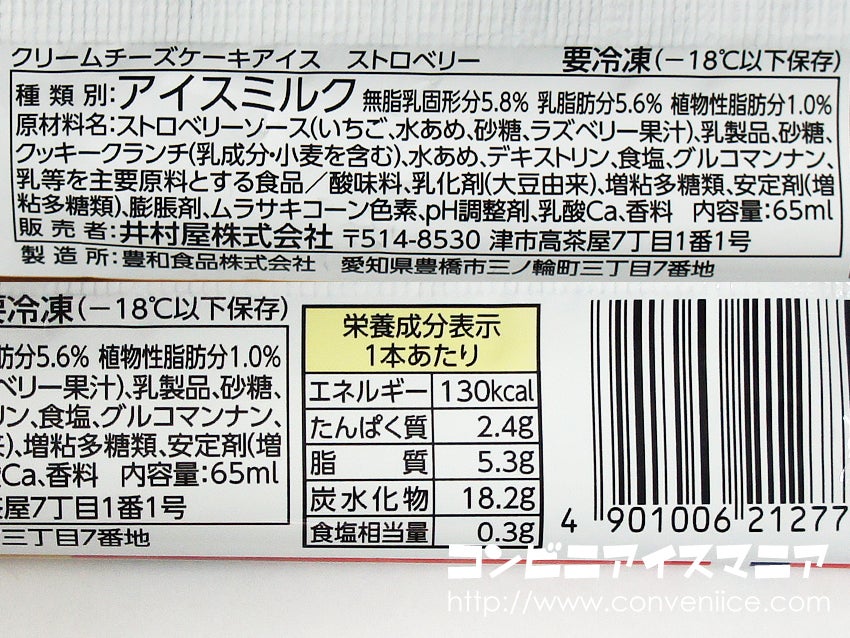 クリームチーズケーキアイス ストロベリー 要冷凍(－18℃以下保存)
種類別:アイスミルク 無脂乳固形分5.8% 乳脂肪分5.6% 植物性脂肪分1.0%
原材料名:ストロベリーソース(いちご、水あめ、砂糖、ラズベリー果汁)、乳製品、砂糖、
クッキークランチ(乳成分・小麦を含む)、水あめ、デキストリン、食塩、グルコマンナン、
乳等を主要原料とする食品／酸味料、乳化剤(大豆由来)、増粘多糖類、安定剤(増
粘多糖類)、膨脹剤、ムラサキコーン色素、pH調整剤、乳酸Ca、香料 内容量:65ml
販売者:井村屋株式会社 〒514-8530 津市高茶屋7丁目1番1号
製造所:豊和食品株式会社 愛知県豊橋市三ノ輪町三丁目7番地
要冷凍(－18℃以下保存)
肪分5.6% 植物性脂肪分1.0%
ベリー果汁)、乳製品、砂糖、
リン、食塩、グルコマンナン、
)、増粘多糖類、安定剤(増
酸Ca、香料 内容量:65ml
屋7丁目1番1号
三丁目7番地
栄養成分表示
1本あたり
エネルギー 130kcal
たんぱく質 2.4g
脂質 5.3g
炭水化物 18.2g
食塩相当量 0.3g
4 901006 21277
コンビニアイスマニア
http://www.conveniice.com